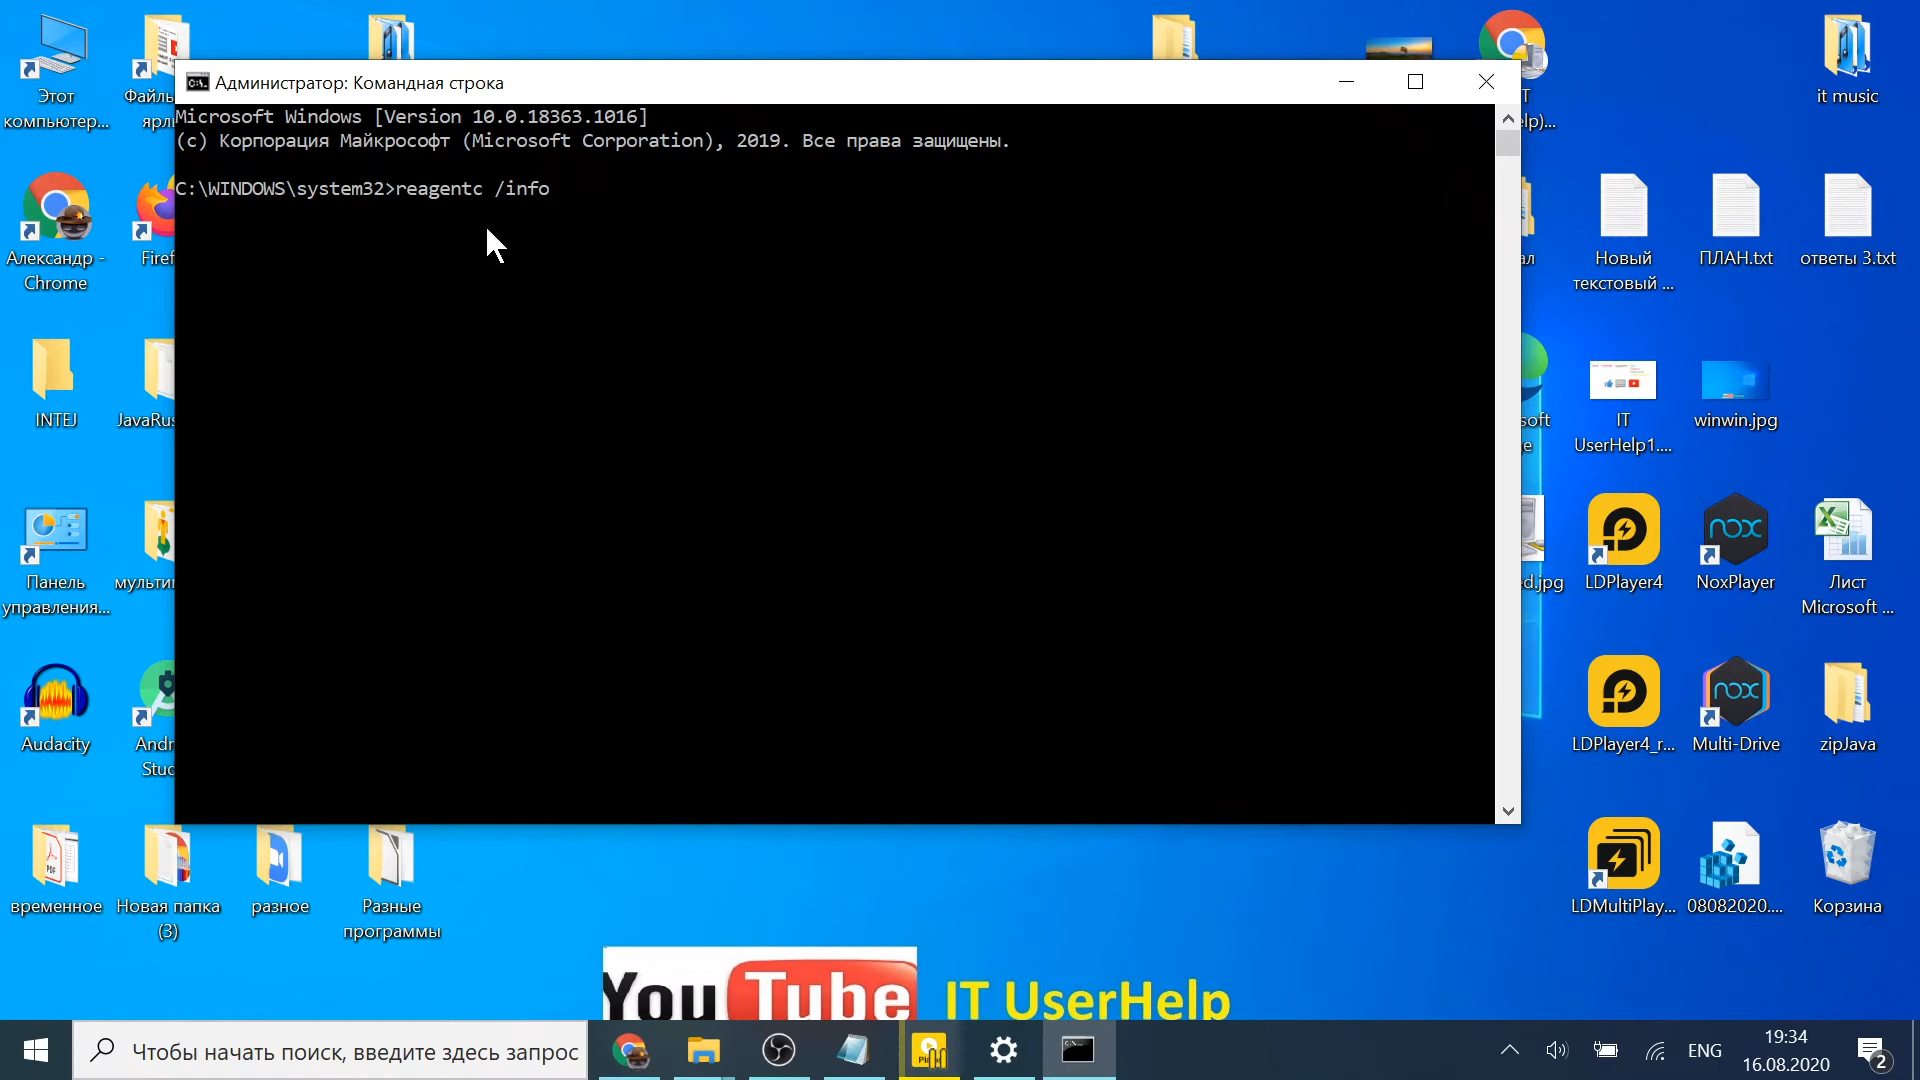 Администратор: Командная строка
Microsoft Windows [Version 10.0.18363.1016]
(c) Корпорация Майкрософт (Microsoft Corporation), 2019. Все права защищены.
C:\WINDOWS\system32>reagentc /info
Этот
компьютер...
it music
Александр -
Chrome
Новый
текстовый ...
ПЛАН.txt
ответы 3.txt
INTEJ
IT
UserHelp1....
winwin.jpg
Панель
управления...
LDPlayer4
NoxPlayer
Лист
Microsoft ...
Audacity
LDPlayer4_r...
Multi-Drive
zipJava
временное
Новая папка
(3)
разное
Разные
программы
LDMultiPlay...
08082020....
Корзина
YouTube
IT UserHelp
Чтобы начать поиск, введите здесь запрос
ENG
19:34
16.08.2020
2